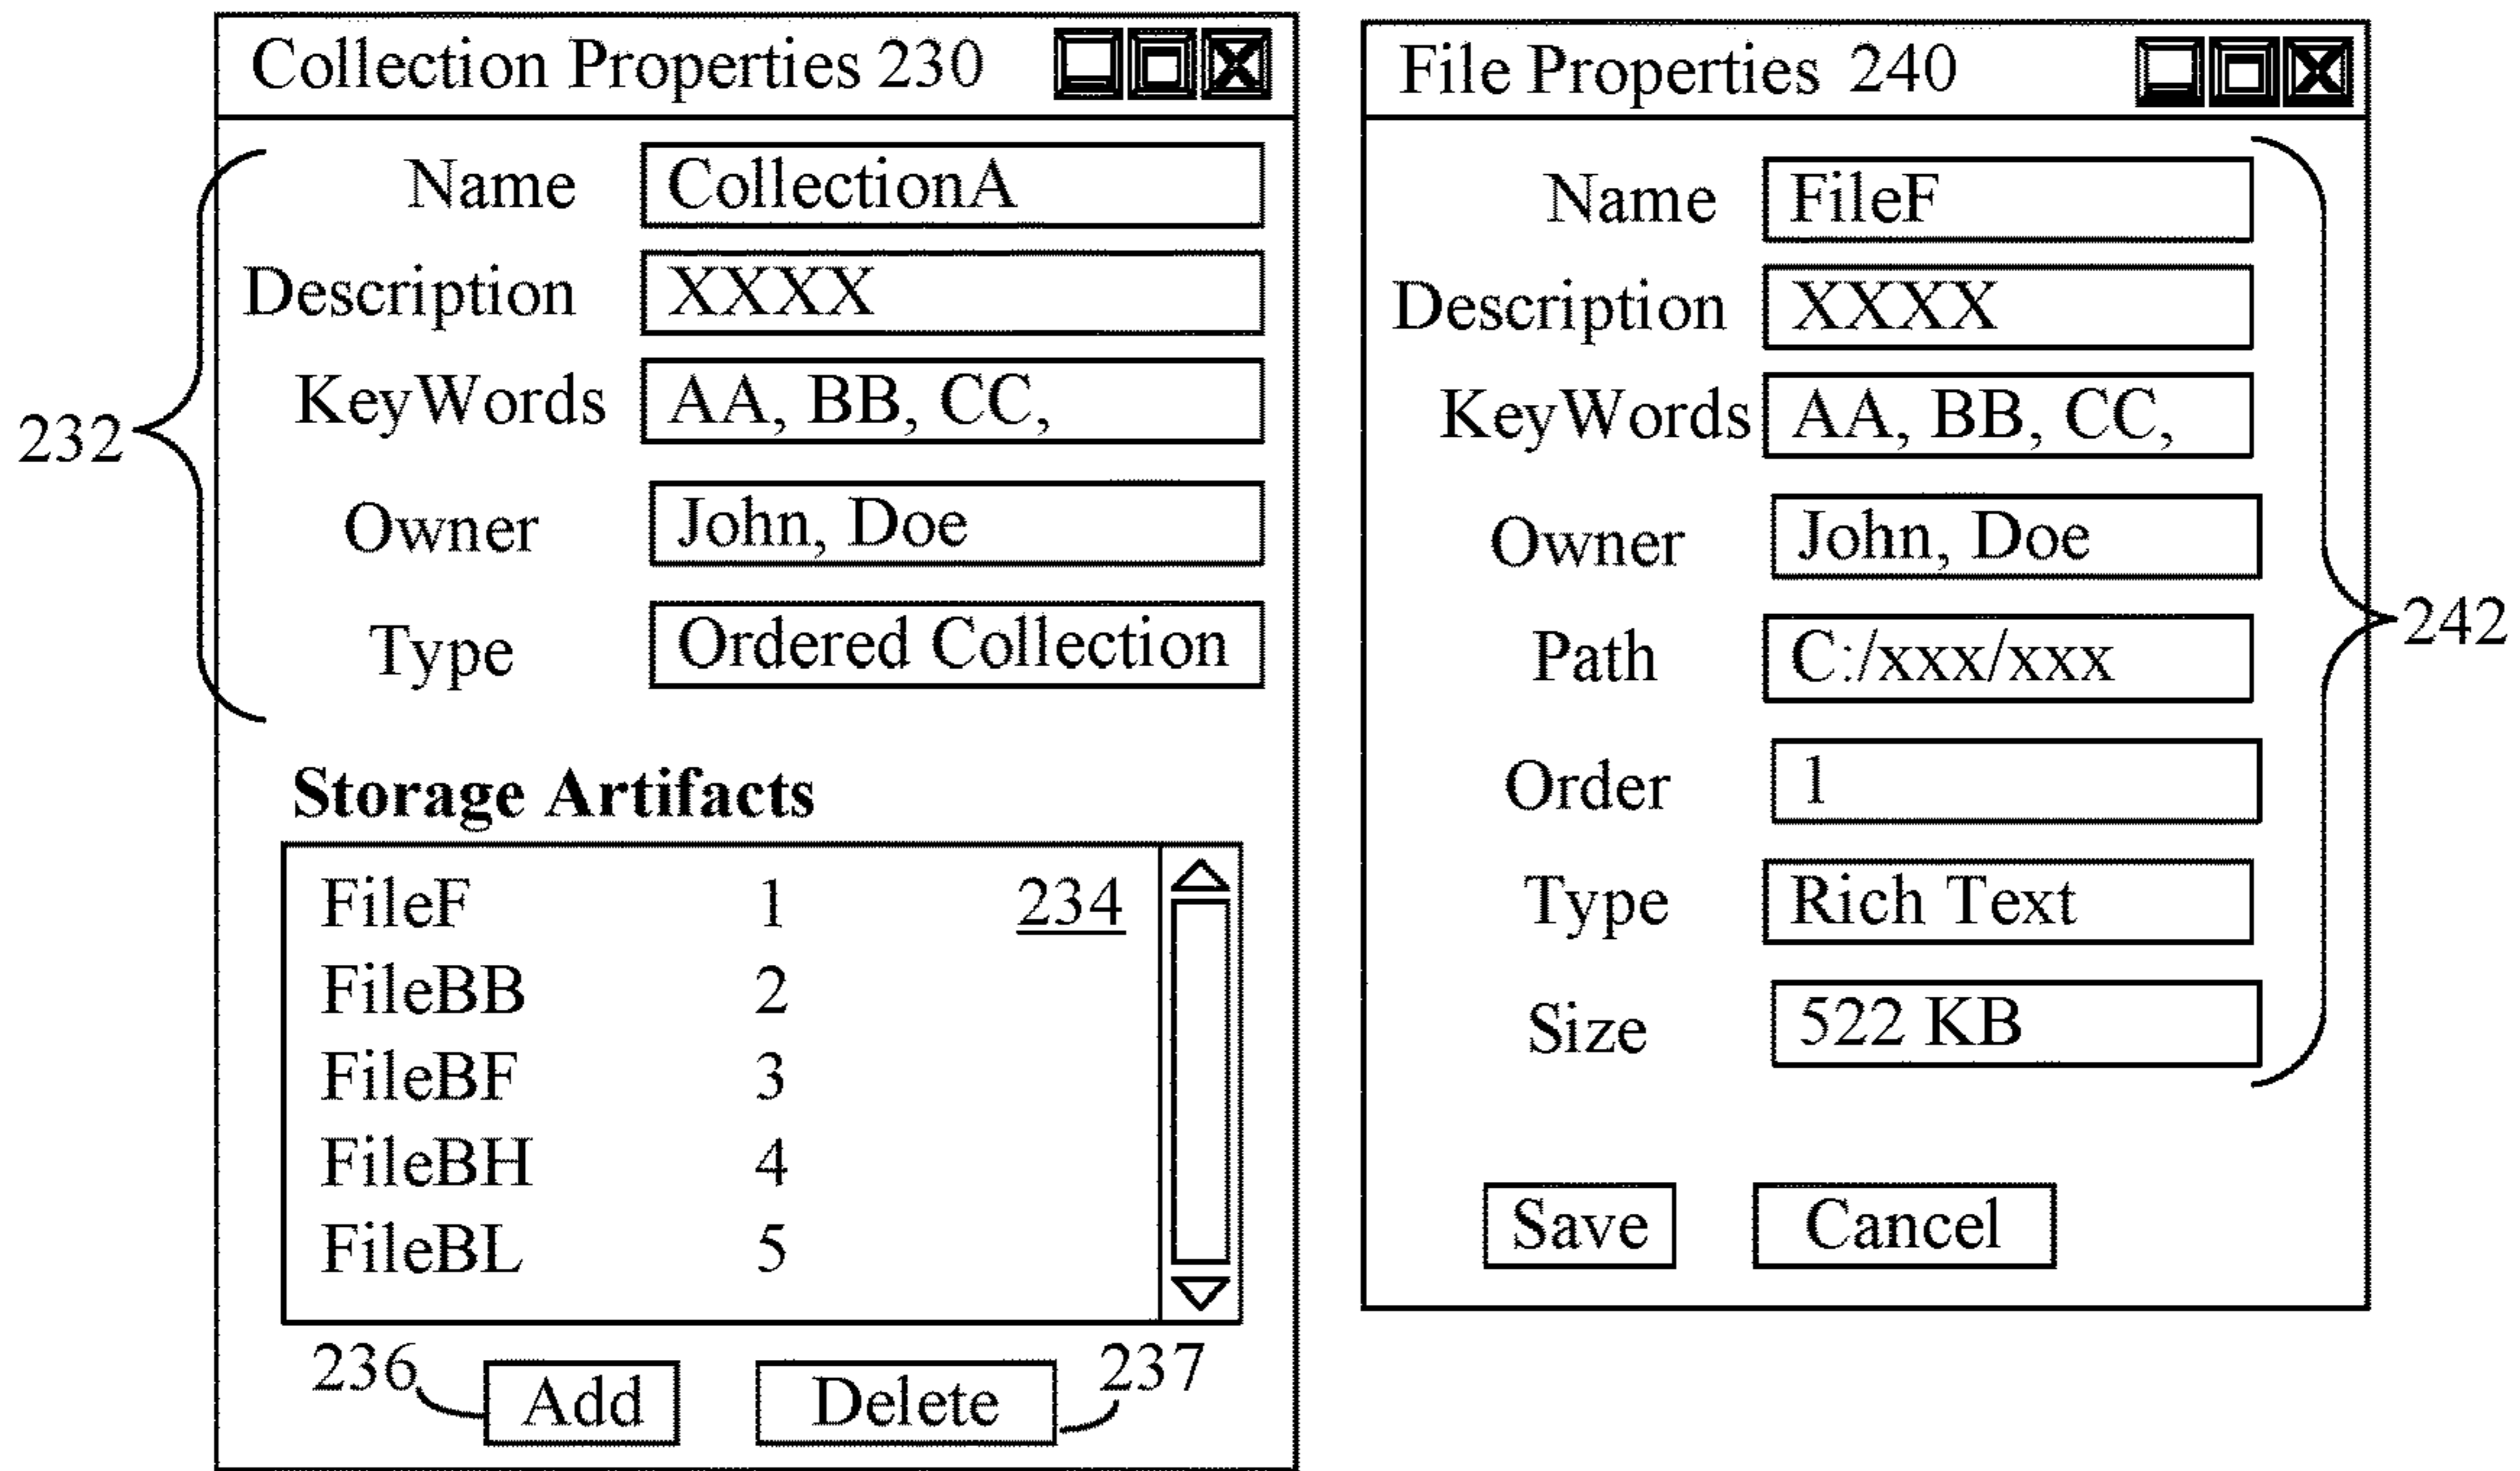 Collection Properties 230
Name CollectionA
Description XXXX
KeyWords AA, BB, CC,
232
Owner John, Doe
Type Ordered Collection
Storage Artifacts
FileF 1 234
FileBB 2
FileBF 3
FileBH 4
FileBL 5
236 Add Delete 237
File Properties 240
Name FileF
Description XXXX
KeyWords AA, BB, CC,
Owner John, Doe
Path C:/xxx/xxx
242
Order 1
Type Rich Text
Size 522 KB
Save Cancel